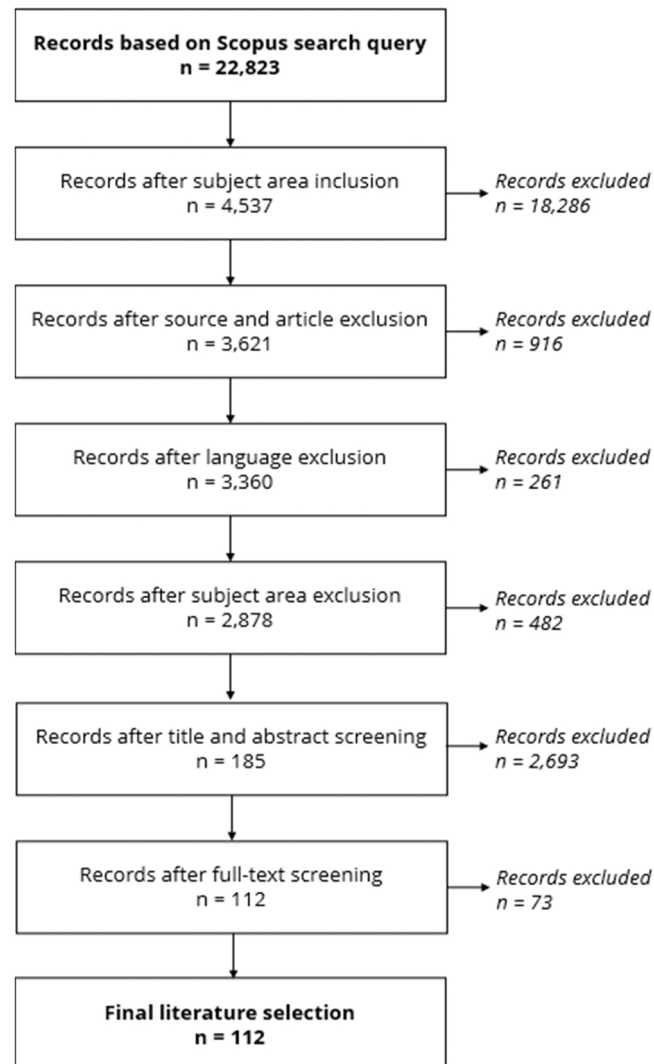 Records based on Scopus search query
n = 22,823
Records after subject area inclusion
n = 4,537
Records excluded
n = 18,286
Records after source and article exclusion
n = 3,621
Records excluded
n = 916
Records after language exclusion
n = 3,360
Records excluded
n = 261
Records after subject area exclusion
n = 2,878
Records excluded
n = 482
Records after title and abstract screening
n = 185
Records excluded
n = 2,693
Records after full-text screening
n = 112
Records excluded
n = 73
Final literature selection
n = 112